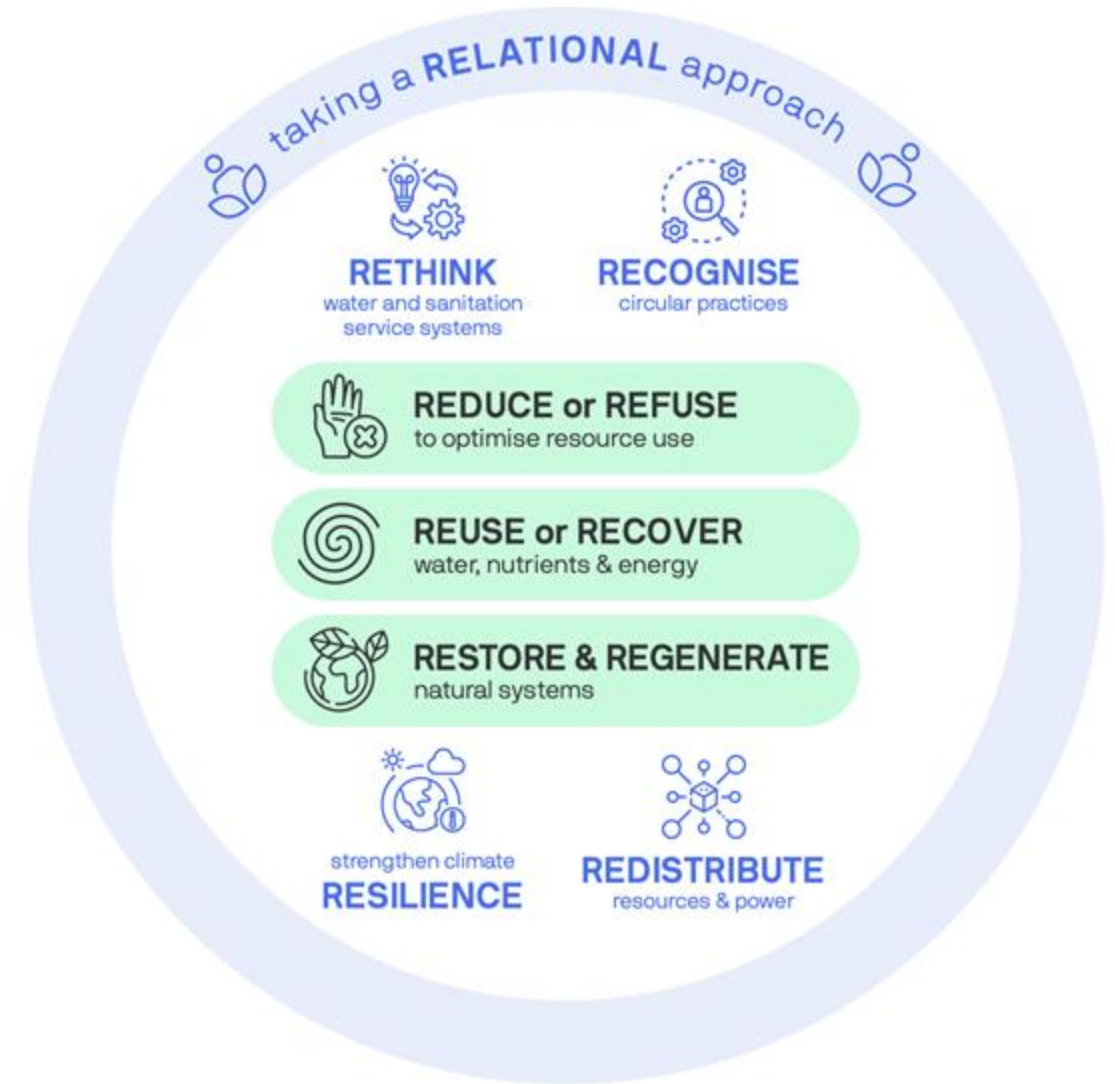 taking a RELATIONAL approach
RETHINK
water and sanitation
service systems
RECOGNISE
circular practices
REDUCE or REFUSE
to optimise resource use
REUSE or RECOVER
water, nutrients & energy
RESTORE & REGENERATE
natural systems
strengthen climate
RESILIENCE
REDISTRIBUTE
resources & power